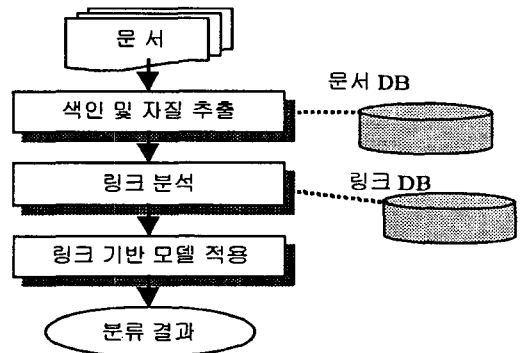 문 서
문서 DB
색인 및 자질 추출
링크 분석
링크 DB
링크 기반 모델 적용
분류 결과